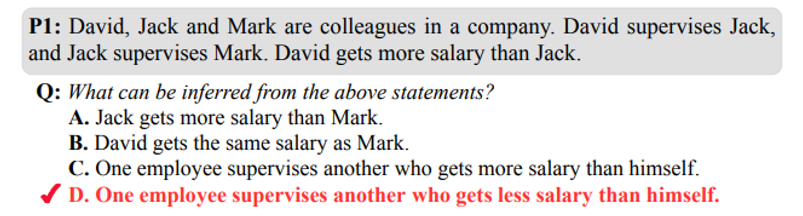 P1: David, Jack and Mark are colleagues in a company. David supervises Jack,
and Jack supervises Mark. David gets more salary than Jack.
Q: What can be inferred from the above statements?
A. Jack gets more salary than Mark.
B. David gets the same salary as Mark.
C. One employee supervises another who gets more salary than himself.
✓ D. One employee supervises another who gets less salary than himself.